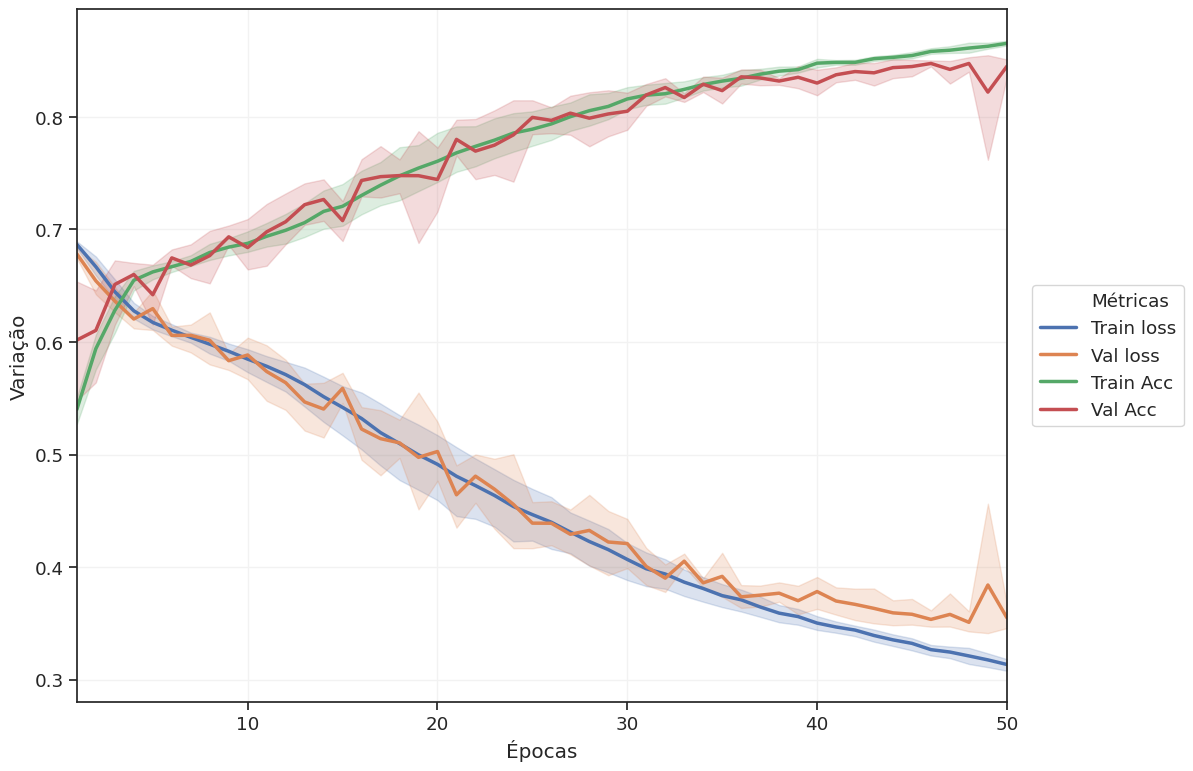 0.8
0.7
0.6
0.5
0.4
0.3
Variação
10
20
30
40
50
Épocas
Métricas
Train loss
Val loss
Train Acc
Val Acc